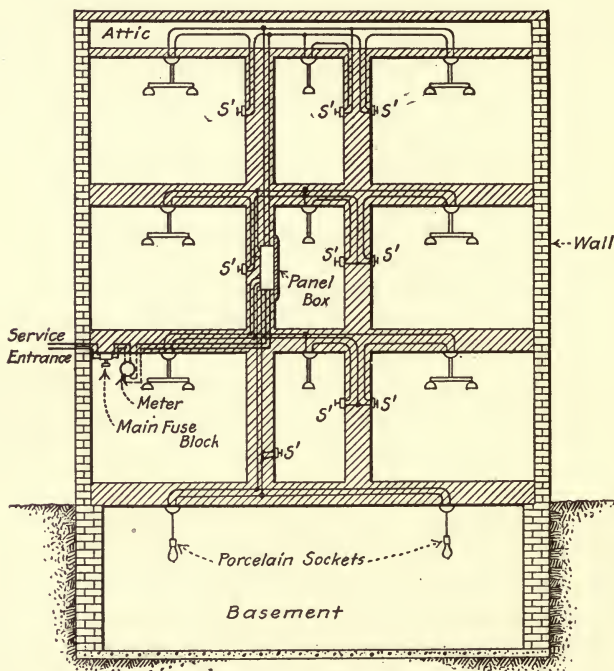 Attic
S'
S'
S'
S'
S'
S'
Wall
Panel
Box
Service
Entrance
Meter
Main Fuse
Block
S'
S'
S'
Porcelain Sockets
Basement